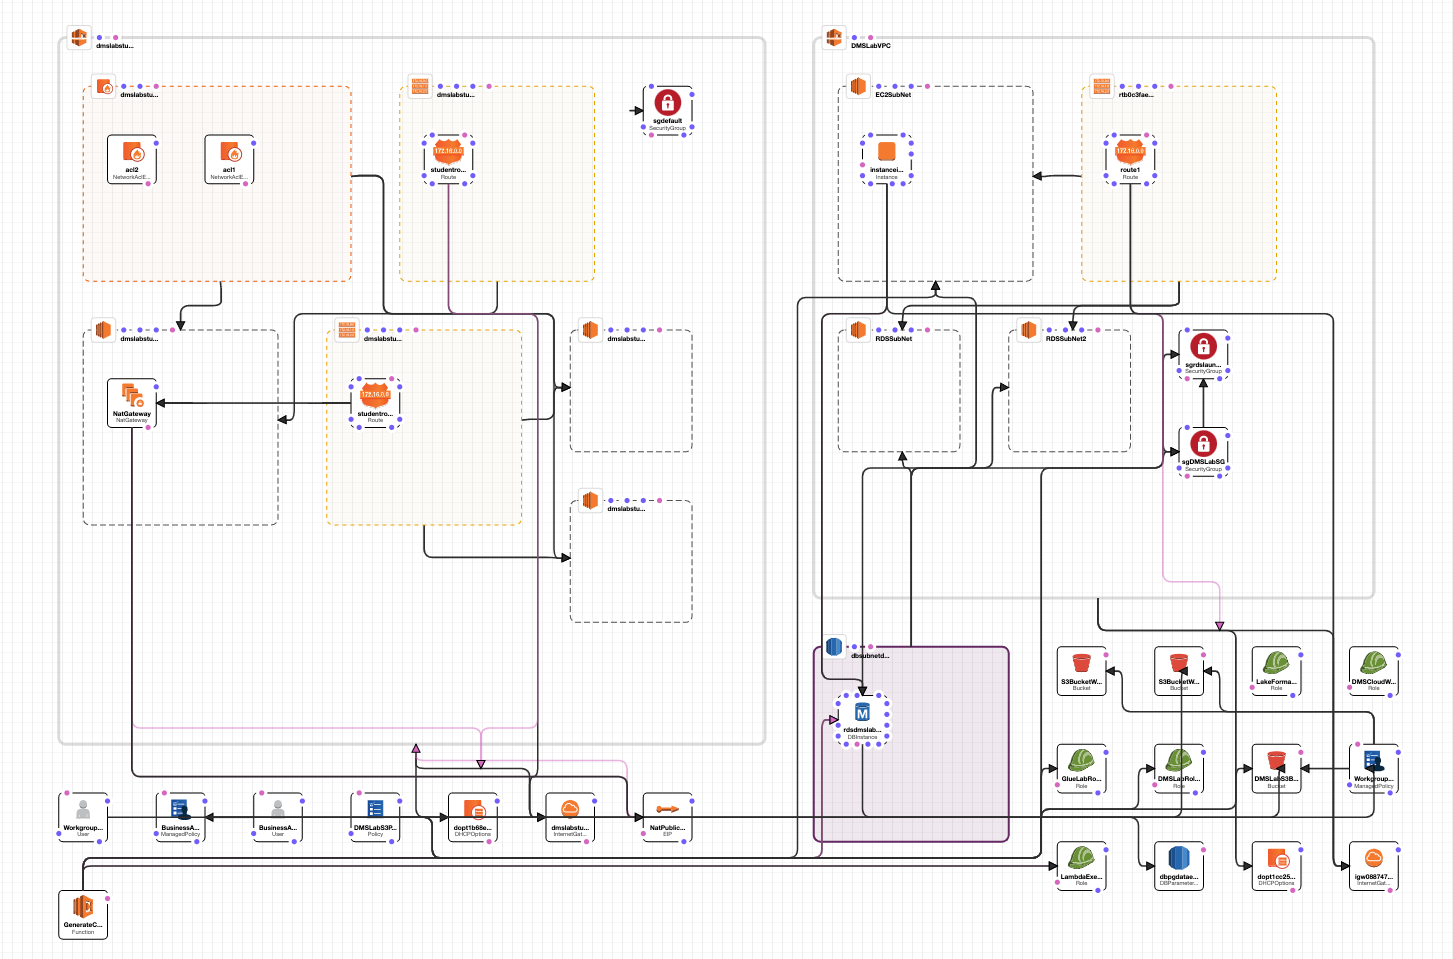 dmslabstu...
DMSLabVPC
dmslabstu...
dmslabstu...
sgdefault
SecurityGroup
EC2SubNet
rtb0c3fae...
acl2
NetworkAclE...
acl1
NetworkAclE...
172.16.0.0
studentro...
Route
instancei...
Instance
172.16.0.0
route1
Route
dmslabstu...
dmslabstu...
dmslabstu...
RDSSubNet
RDSSubNet2
sgrdslaun...
SecurityGroup
NatGateway
NatGateway
172.16.0.0
studentro...
Route
sgDMSLabSG
SecurityGroup
dmslabstu...
dbsubnetd...
M
rdsdmslab...
DBInstance
S3BucketW...
Bucket
S3BucketW...
Bucket
LakeForma...
Role
DMSCloudW...
Role
GlueLabRo...
Role
DMSLabRol...
Role
DMSLabS3B...
Bucket
Workgroup...
ManagedPolicy
Workgroup...
User
BusinessA...
ManagedPolicy
BusinessA...
User
DMSLabS3P...
Policy
dopt1b68e...
DHCPOptions
dmslabstu...
InternetGat...
NatPublic...
EIP
LambdaExe...
Role
dbpgdatae...
DBParameter...
dopt1cc25...
DHCPOptions
igw088747...
InternetGat...
GenerateC...
Function